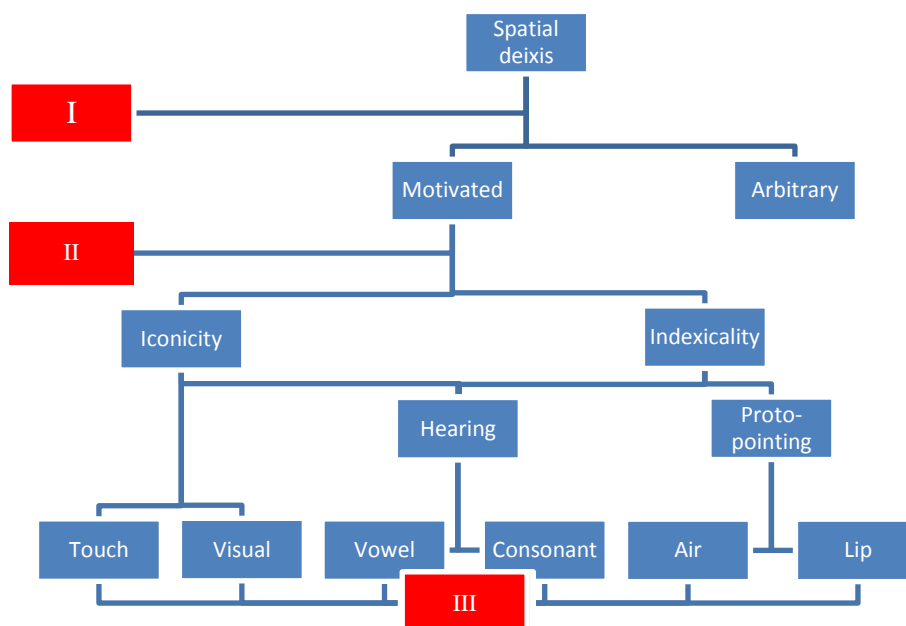 Spatial
deixis
I
Motivated
Arbitrary
II
Iconicity
Indexicality
Hearing
Proto-
pointing
Touch
Visual
Vowel
Consonant
Air
Lip
III